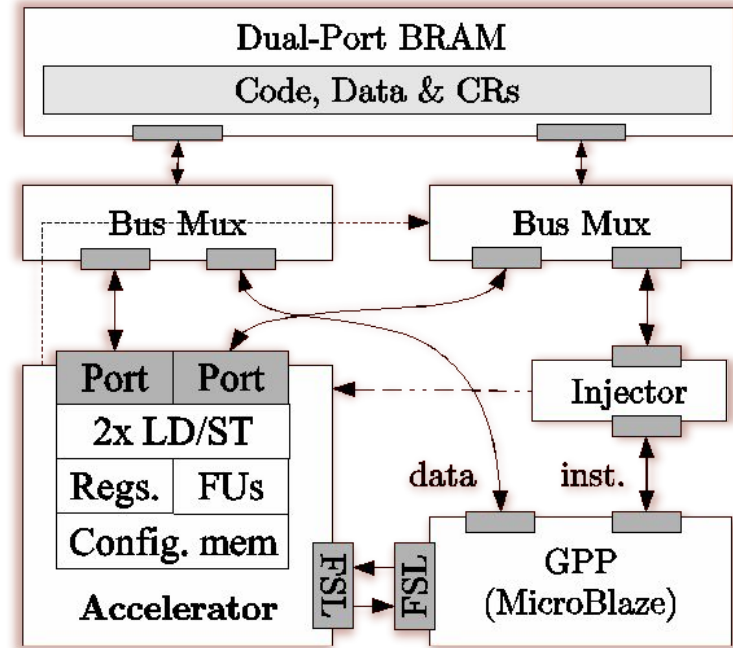 Dual-Port BRAM
Code, Data & CRs
Bus Mux
Bus Mux
Port
Port
Injector
2x LD/ST
Regs.
FUs
data
inst.
Config. mem
Accelerator
FSL
FSL
GPP
(MicroBlaze)